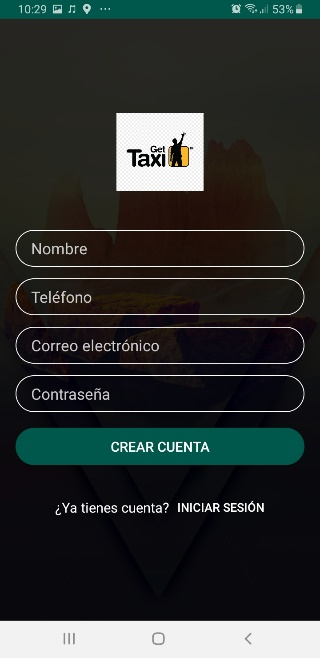 10:29
53%
Get
Taxi
Nombre
Teléfono
Correo electrónico
Contraseña
CREAR CUENTA
¿Ya tienes cuenta? INICIAR SESIÓN